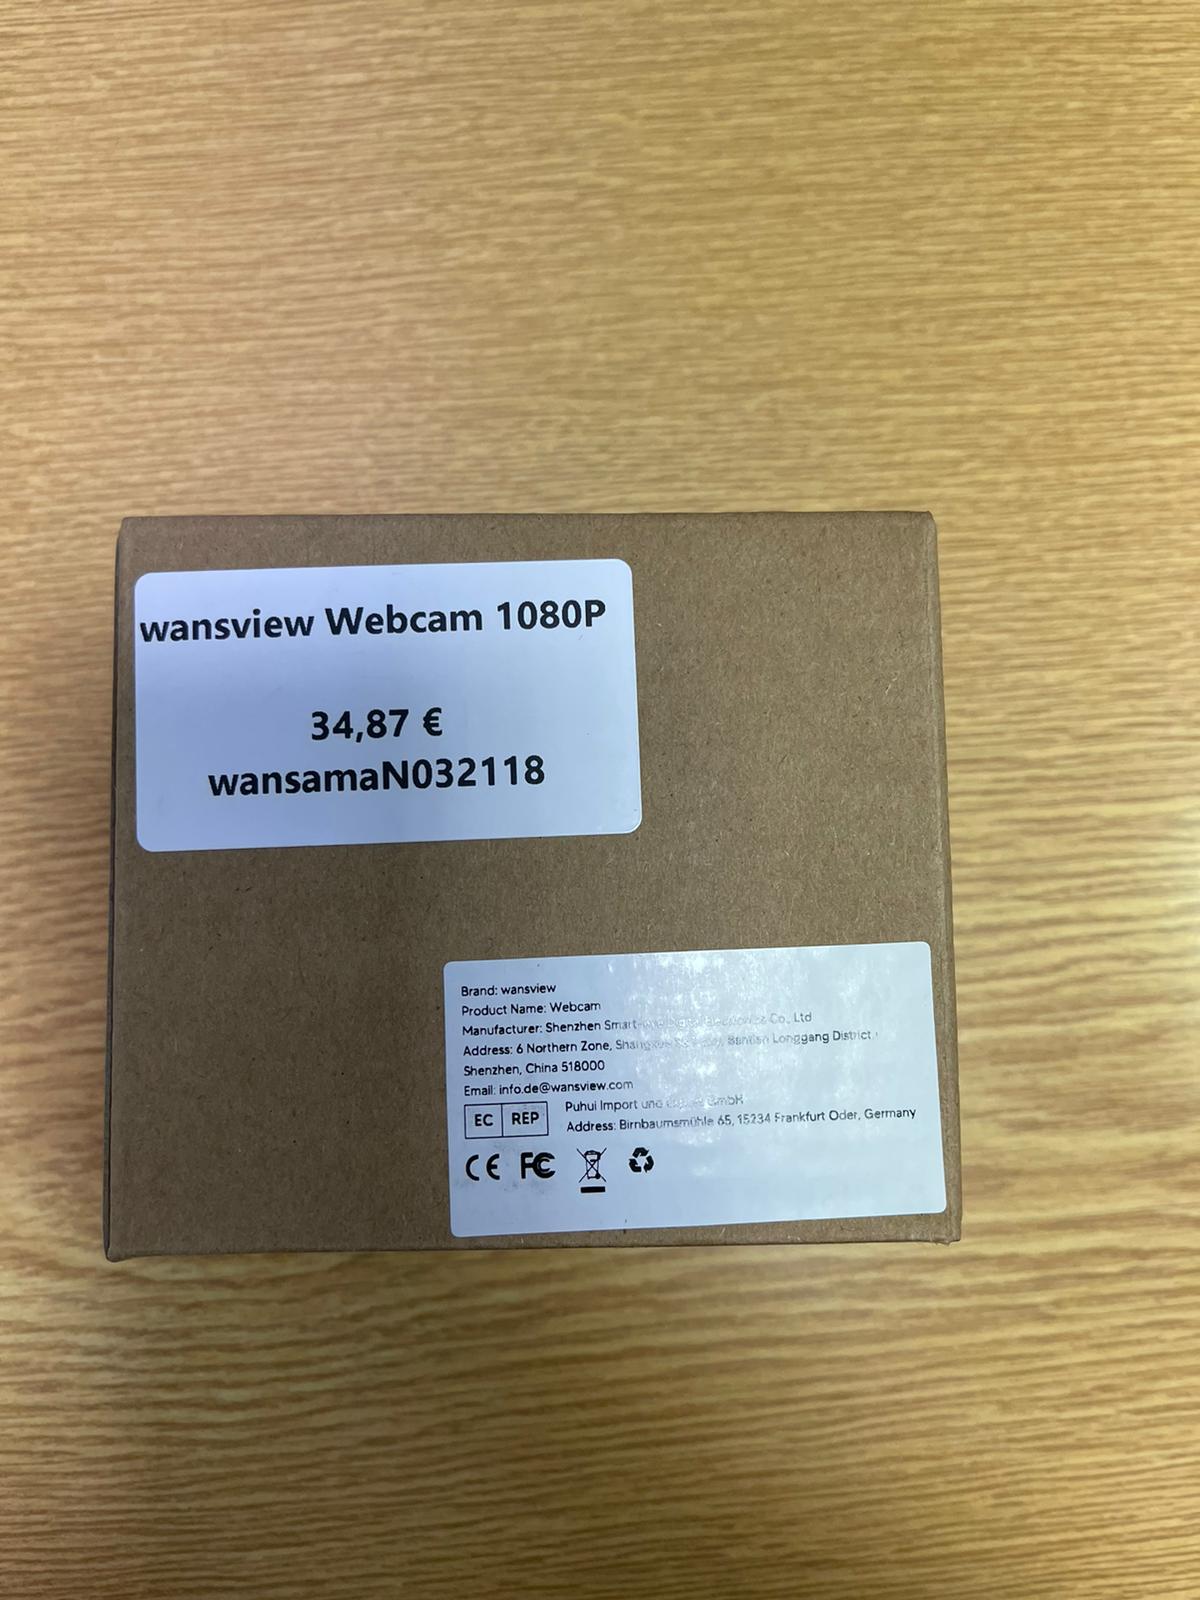 wansview Webcam 1080P
34,87 €
wansamaN032118
Brand: wansview
Product Name: Webcam
Manufacturer: Shenzhen Co., Ltd
Address: 6 Northern Zone, Longgang District,
Shenzhen, China 518000
Email: info.de@wansview.com
EC REP
Puhui Import und GmbH
Address: Birnbaumsmühle 65, 15234 Frankfurt Oder, Germany
CE FC